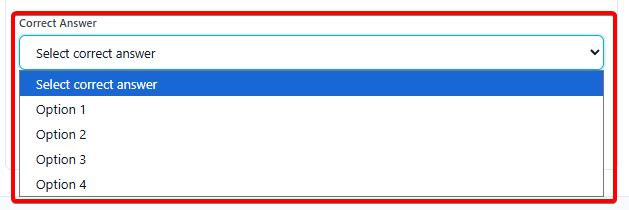 Correct Answer
Select correct answer
Select correct answer
Option 1
Option 2
Option 3
Option 4